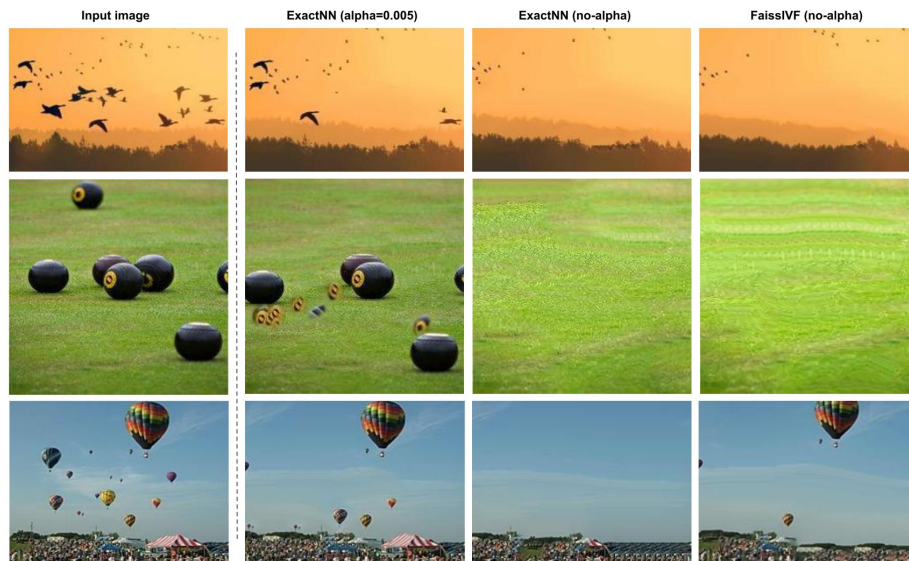 Input image
ExactNN (alpha=0.005)
ExactNN (no-alpha)
FaissIVF (no-alpha)